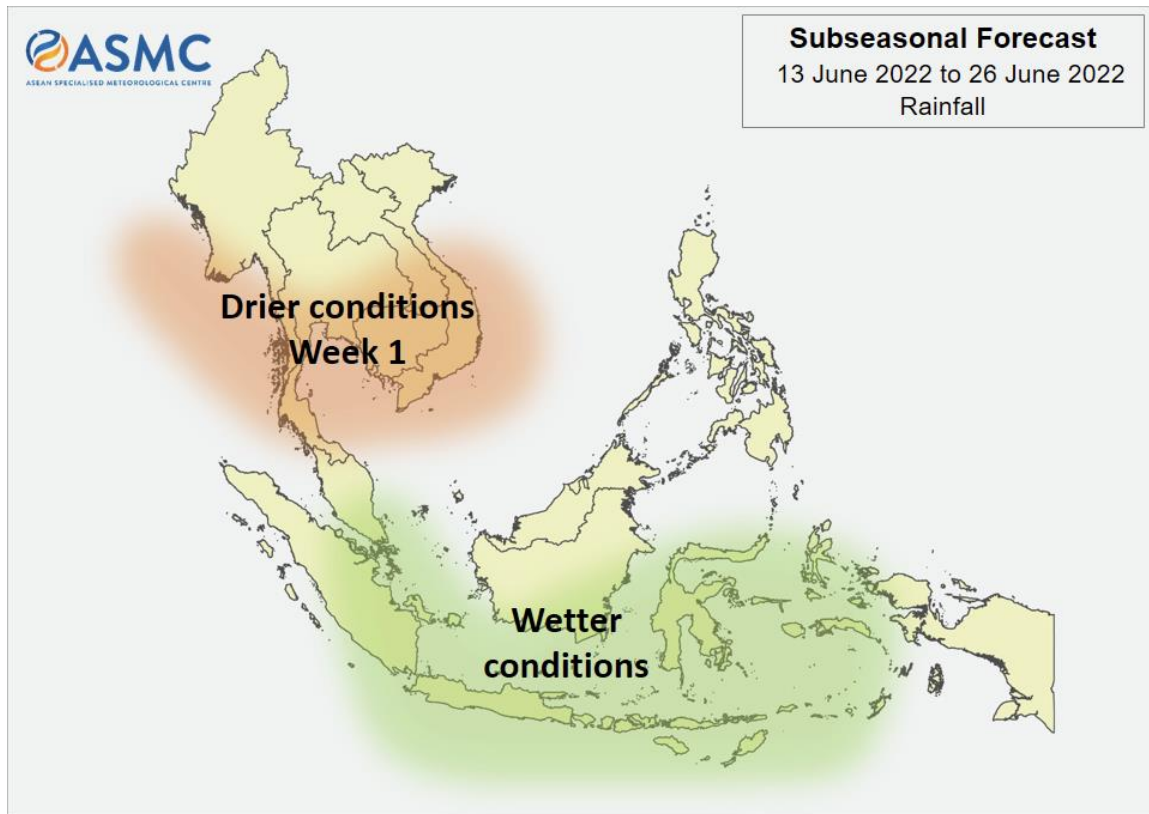 ASMC
ASEAN SPECIALISED METEOROLOGICAL CENTRE
Subseasonal Forecast
13 June 2022 to 26 June 2022
Rainfall
Drier conditions
Week 1
Wetter
conditions